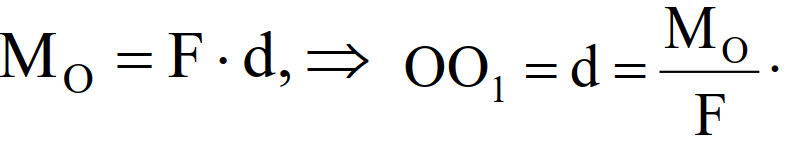 M_O = F · d, ⇒ OO_1 = d = M_O / F .